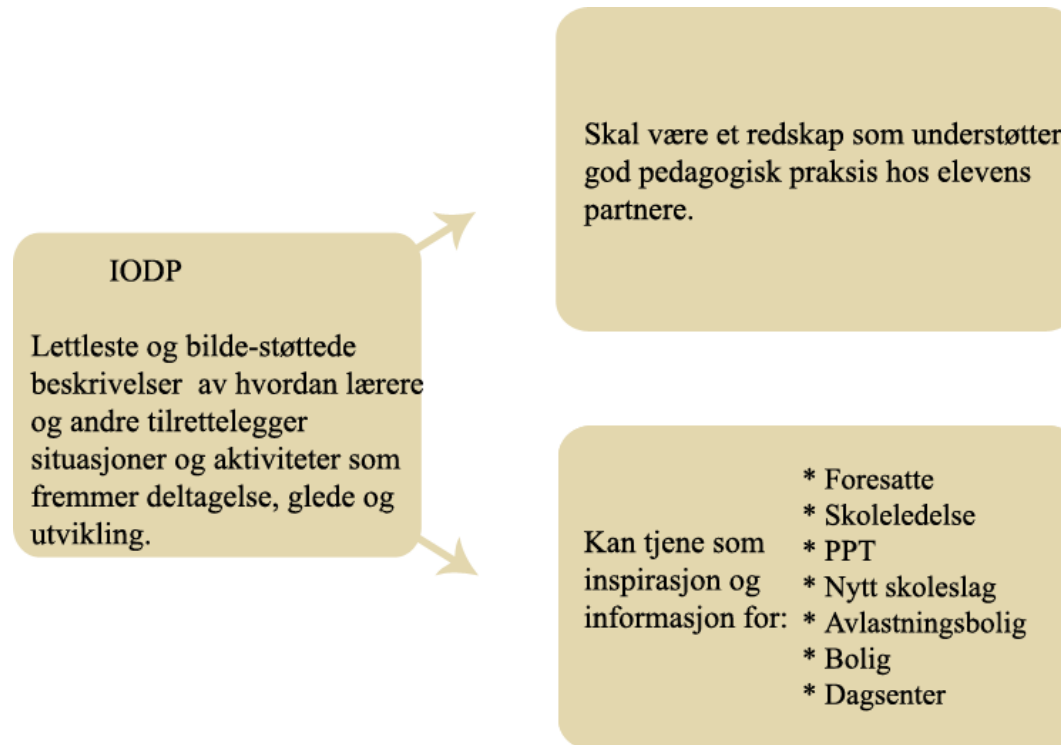 IODP
Lettleste og bilde-støttede
beskrivelser av hvordan lærere
og andre tilrettelegger
situasjoner og aktiviteter som
fremmer deltagelse, glede og
utvikling.
Skal være et redskap som understøtter
god pedagogisk praksis hos elevens
partnere.
Kan tjene som
inspirasjon og
informasjon for:
* Foresatte
* Skoleledelse
* PPT
* Nytt skoleslag
* Avlastningsbolig
* Bolig
* Dagsenter